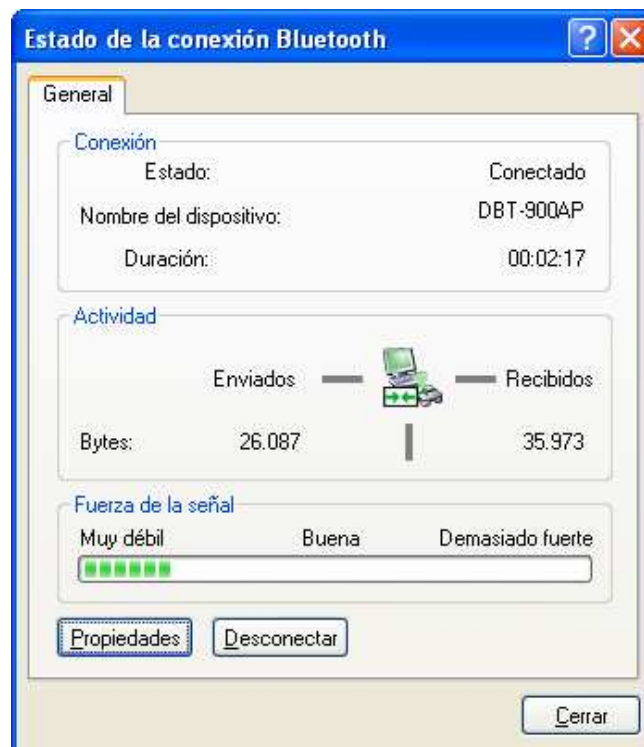 Estado de la conexión Bluetooth
General
Conexión
Estado: Conectado
Nombre del dispositivo: DBT-900AP
Duración: 00:02:17
Actividad
Enviados Recibidos
Bytes: 26.087 35.973
Fuerza de la señal
Muy débil Buena Demasiado fuerte
Propiedades Desconectar
Cerrar